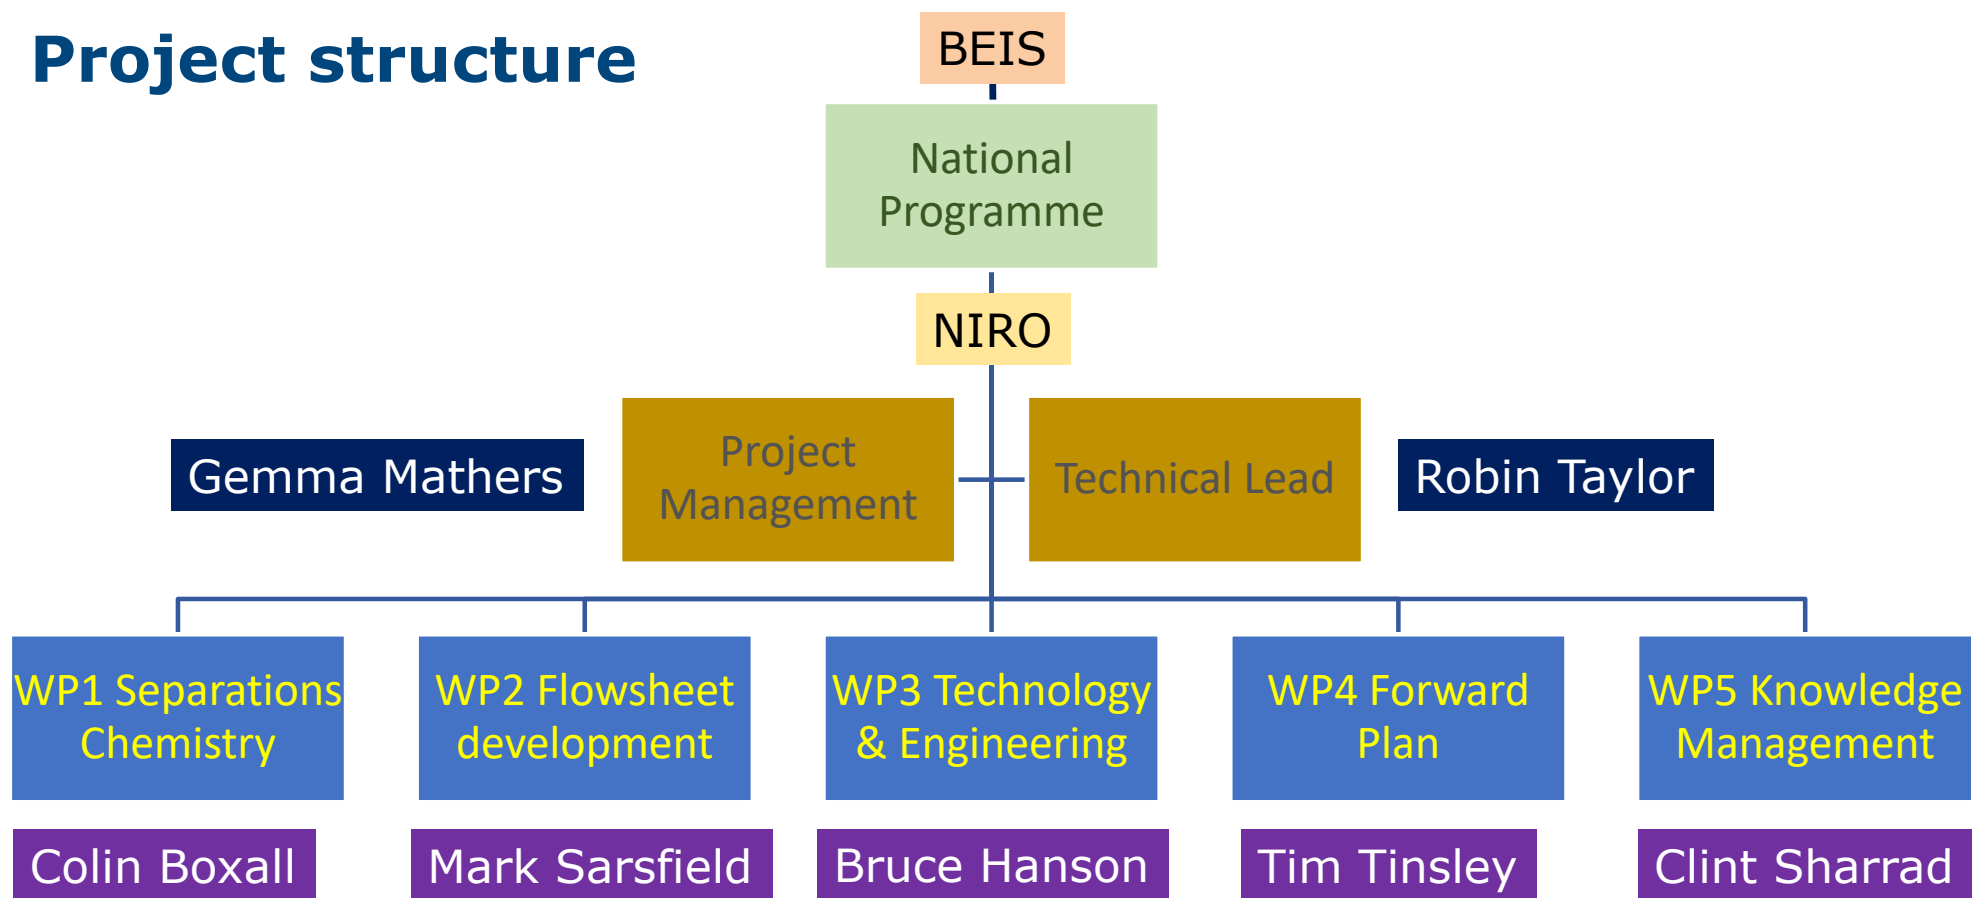 Project structure
BEIS
National
Programme
NIRO
Gemma Mathers
Project
Management
Technical Lead
Robin Taylor
WP1 Separations
Chemistry
WP2 Flowsheet
development
WP3 Technology
& Engineering
WP4 Forward
Plan
WP5 Knowledge
Management
Colin Boxall
Mark Sarsfield
Bruce Hanson
Tim Tinsley
Clint Sharrad